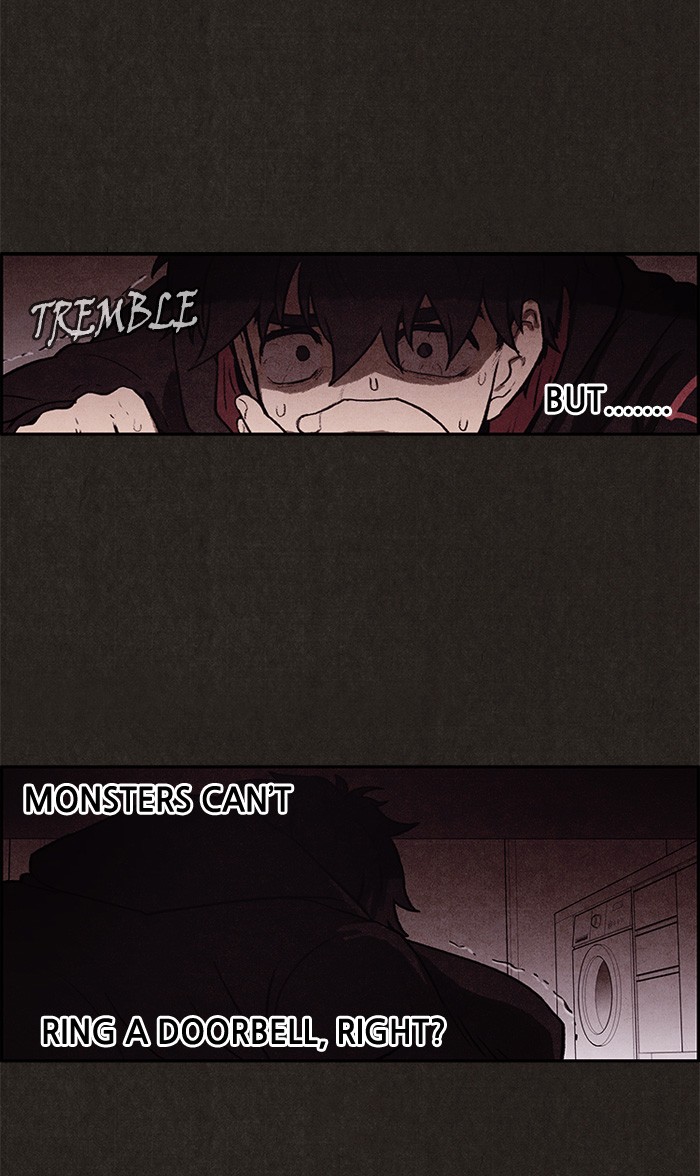 TREMBLE
BUT.......
MONSTERS CAN'T
RING A DOORBELL, RIGHT?